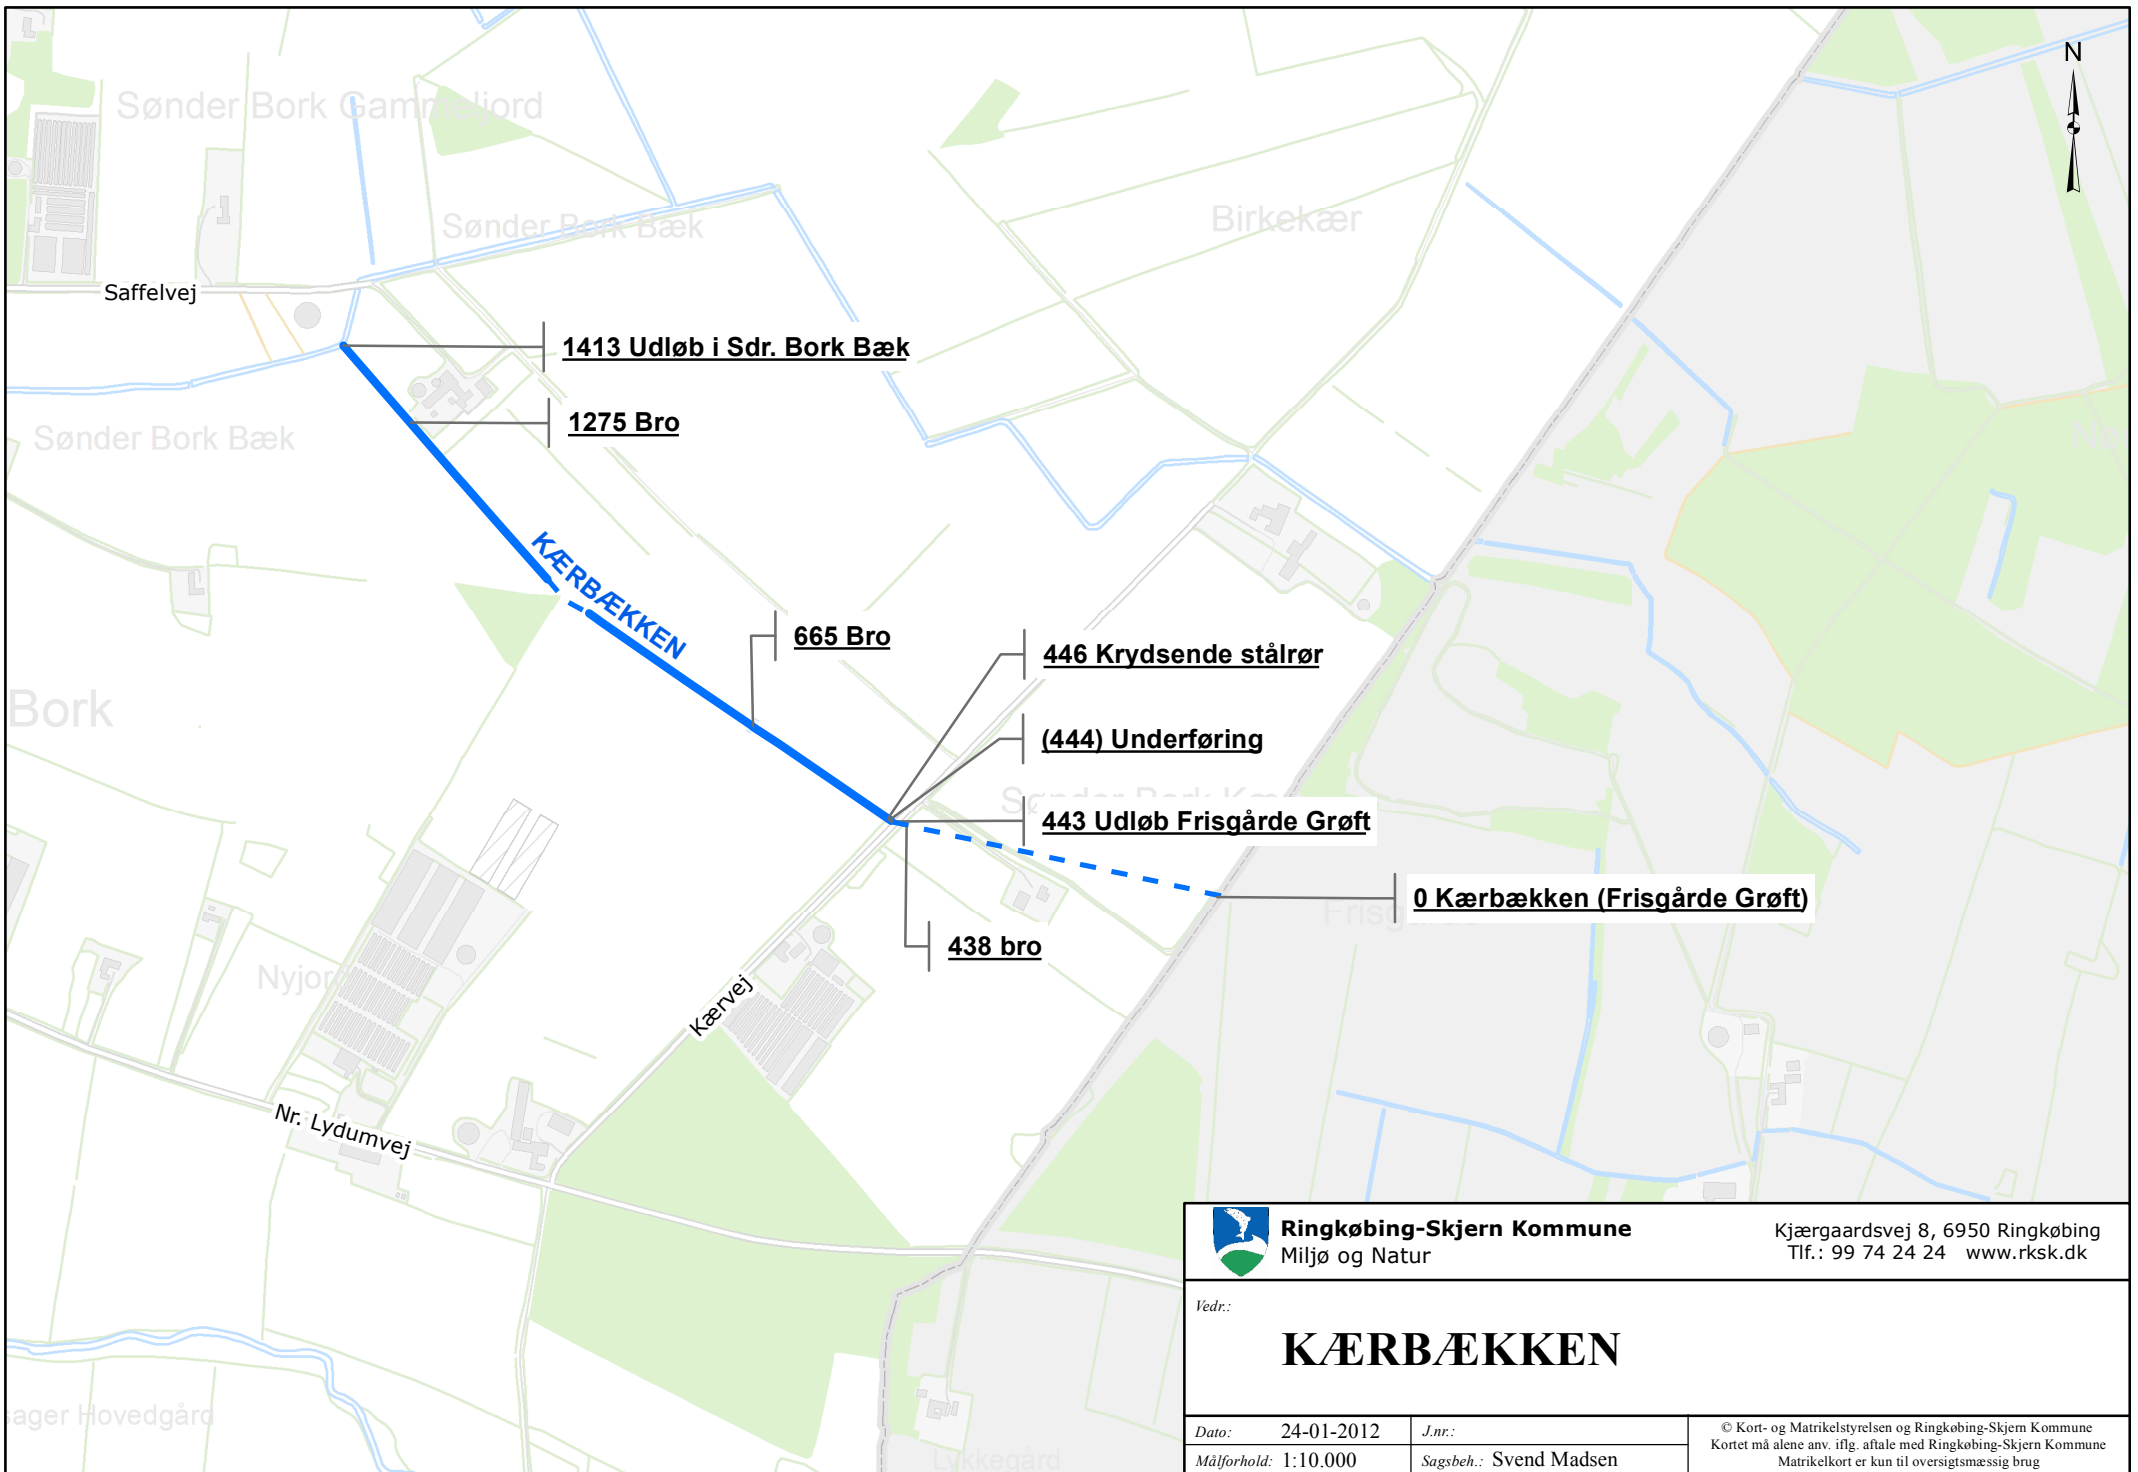 N
Sønder Bork Gammeljord
Sønder Bork Bæk
Birkekær
Saffelvej
1413 Udløb i Sdr. Bork Bæk
1275 Bro
Sønder Bork Bæk
KÆRBÆKKEN
665 Bro
446 Krydsende stålrør
Bork
(444) Underføring
Sønder Bork
443 Udløb Frisgårde Grøft
0 Kærbækken (Frisgårde Grøft)
438 bro
Kærvej
Nr. Lydumvej
Ringkøbing-Skjern Kommune
Miljø og Natur
Kjærgaardsvej 8, 6950 Ringkøbing
Tlf.: 99 74 24 24 www.rksk.dk
Vedr.:
KÆRBÆKKEN
Hovedgård
Lykkegård
Dato: 24-01-2012
J.nr.:
Målforhold: 1:10.000
Sagsbeh.: Svend Madsen
© Kort- og Matrikelstyrelsen og Ringkøbing-Skjern Kommune
Kortet må alene anv. iflg. aftale med Ringkøbing-Skjern Kommune
Matrikelkort er kun til oversigtsmæssig brug